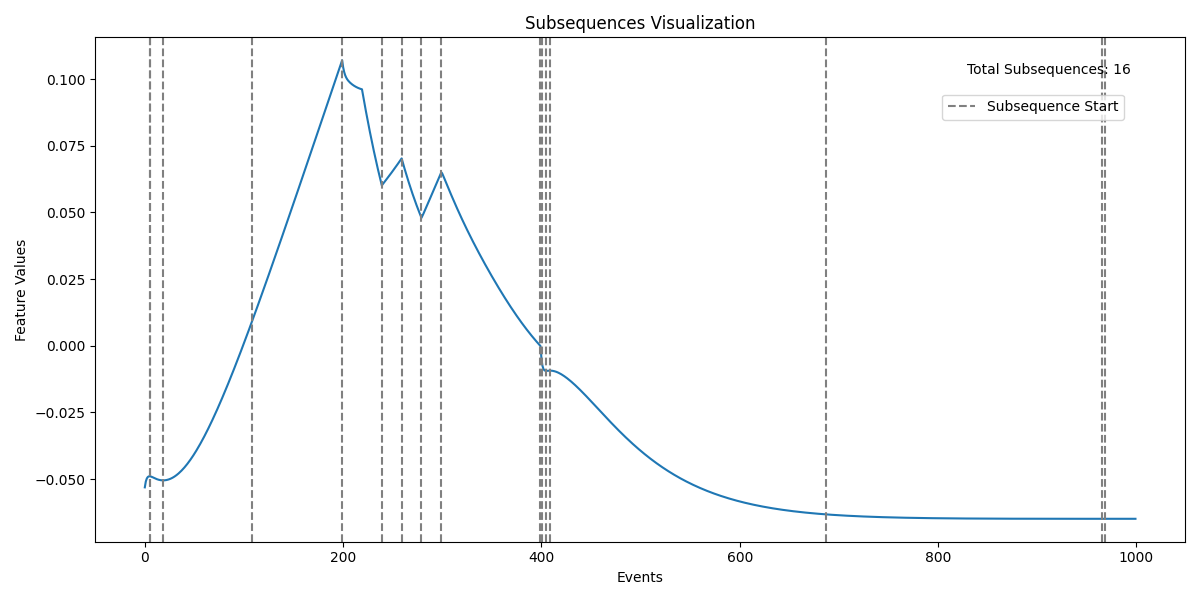 Subsequences Visualization
Total Subsequences: 16
Subsequence Start
Feature Values
0.100
0.075
0.050
0.025
0.000
−0.025
−0.050
0
200
400
600
800
1000
Events